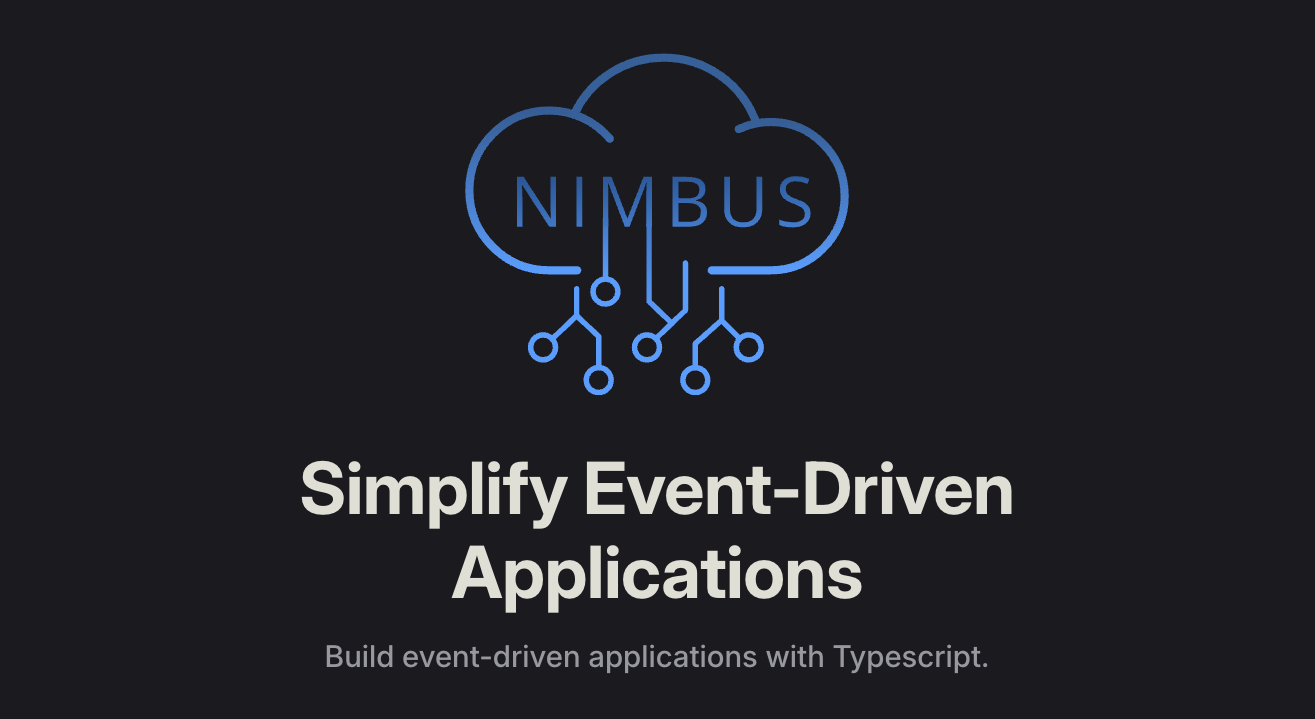 NIMBUS
Simplify Event-Driven
Applications
Build event-driven applications with Typescript.